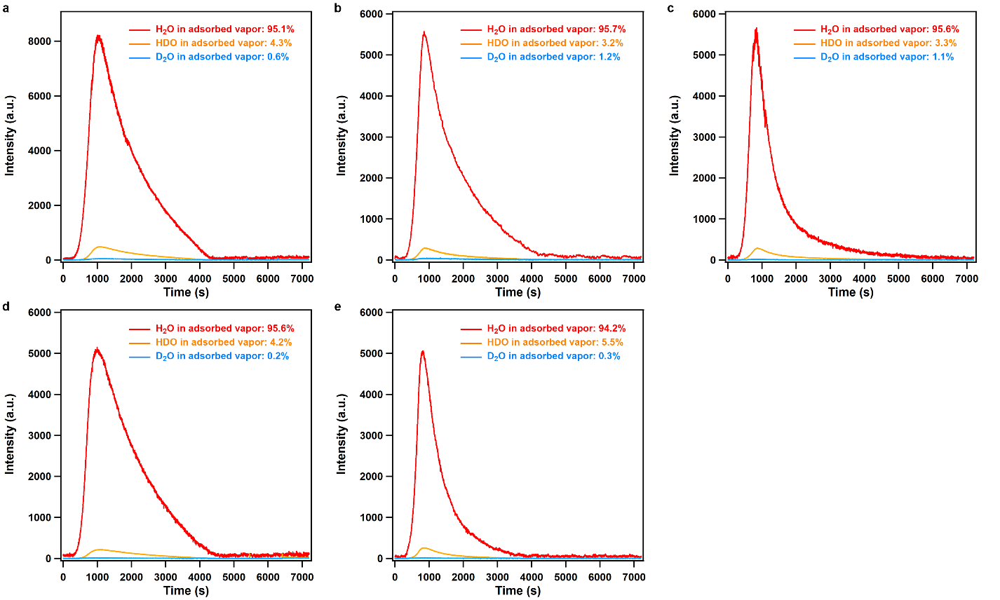 a
H2O in adsorbed vapor: 95.1%
HDO in adsorbed vapor: 4.3%
D2O in adsorbed vapor: 0.6%
8000
6000
4000
2000
0
Intensity (a.u.)
0 1000 2000 3000 4000 5000 6000 7000
Time (s)
b
H2O in adsorbed vapor: 95.7%
HDO in adsorbed vapor: 3.2%
D2O in adsorbed vapor: 1.2%
6000
5000
4000
3000
2000
1000
0
Intensity (a.u.)
0 1000 2000 3000 4000 5000 6000 7000
Time (s)
c
H2O in adsorbed vapor: 95.6%
HDO in adsorbed vapor: 3.3%
D2O in adsorbed vapor: 1.1%
6000
5000
4000
3000
2000
1000
0
Intensity (a.u.)
0 1000 2000 3000 4000 5000 6000 7000
Time (s)
d
H2O in adsorbed vapor: 95.6%
HDO in adsorbed vapor: 4.2%
D2O in adsorbed vapor: 0.2%
6000
5000
4000
3000
2000
1000
0
Intensity (a.u.)
0 1000 2000 3000 4000 5000 6000 7000
Time (s)
e
H2O in adsorbed vapor: 94.2%
HDO in adsorbed vapor: 5.5%
D2O in adsorbed vapor: 0.3%
6000
5000
4000
3000
2000
1000
0
Intensity (a.u.)
0 1000 2000 3000 4000 5000 6000 7000
Time (s)